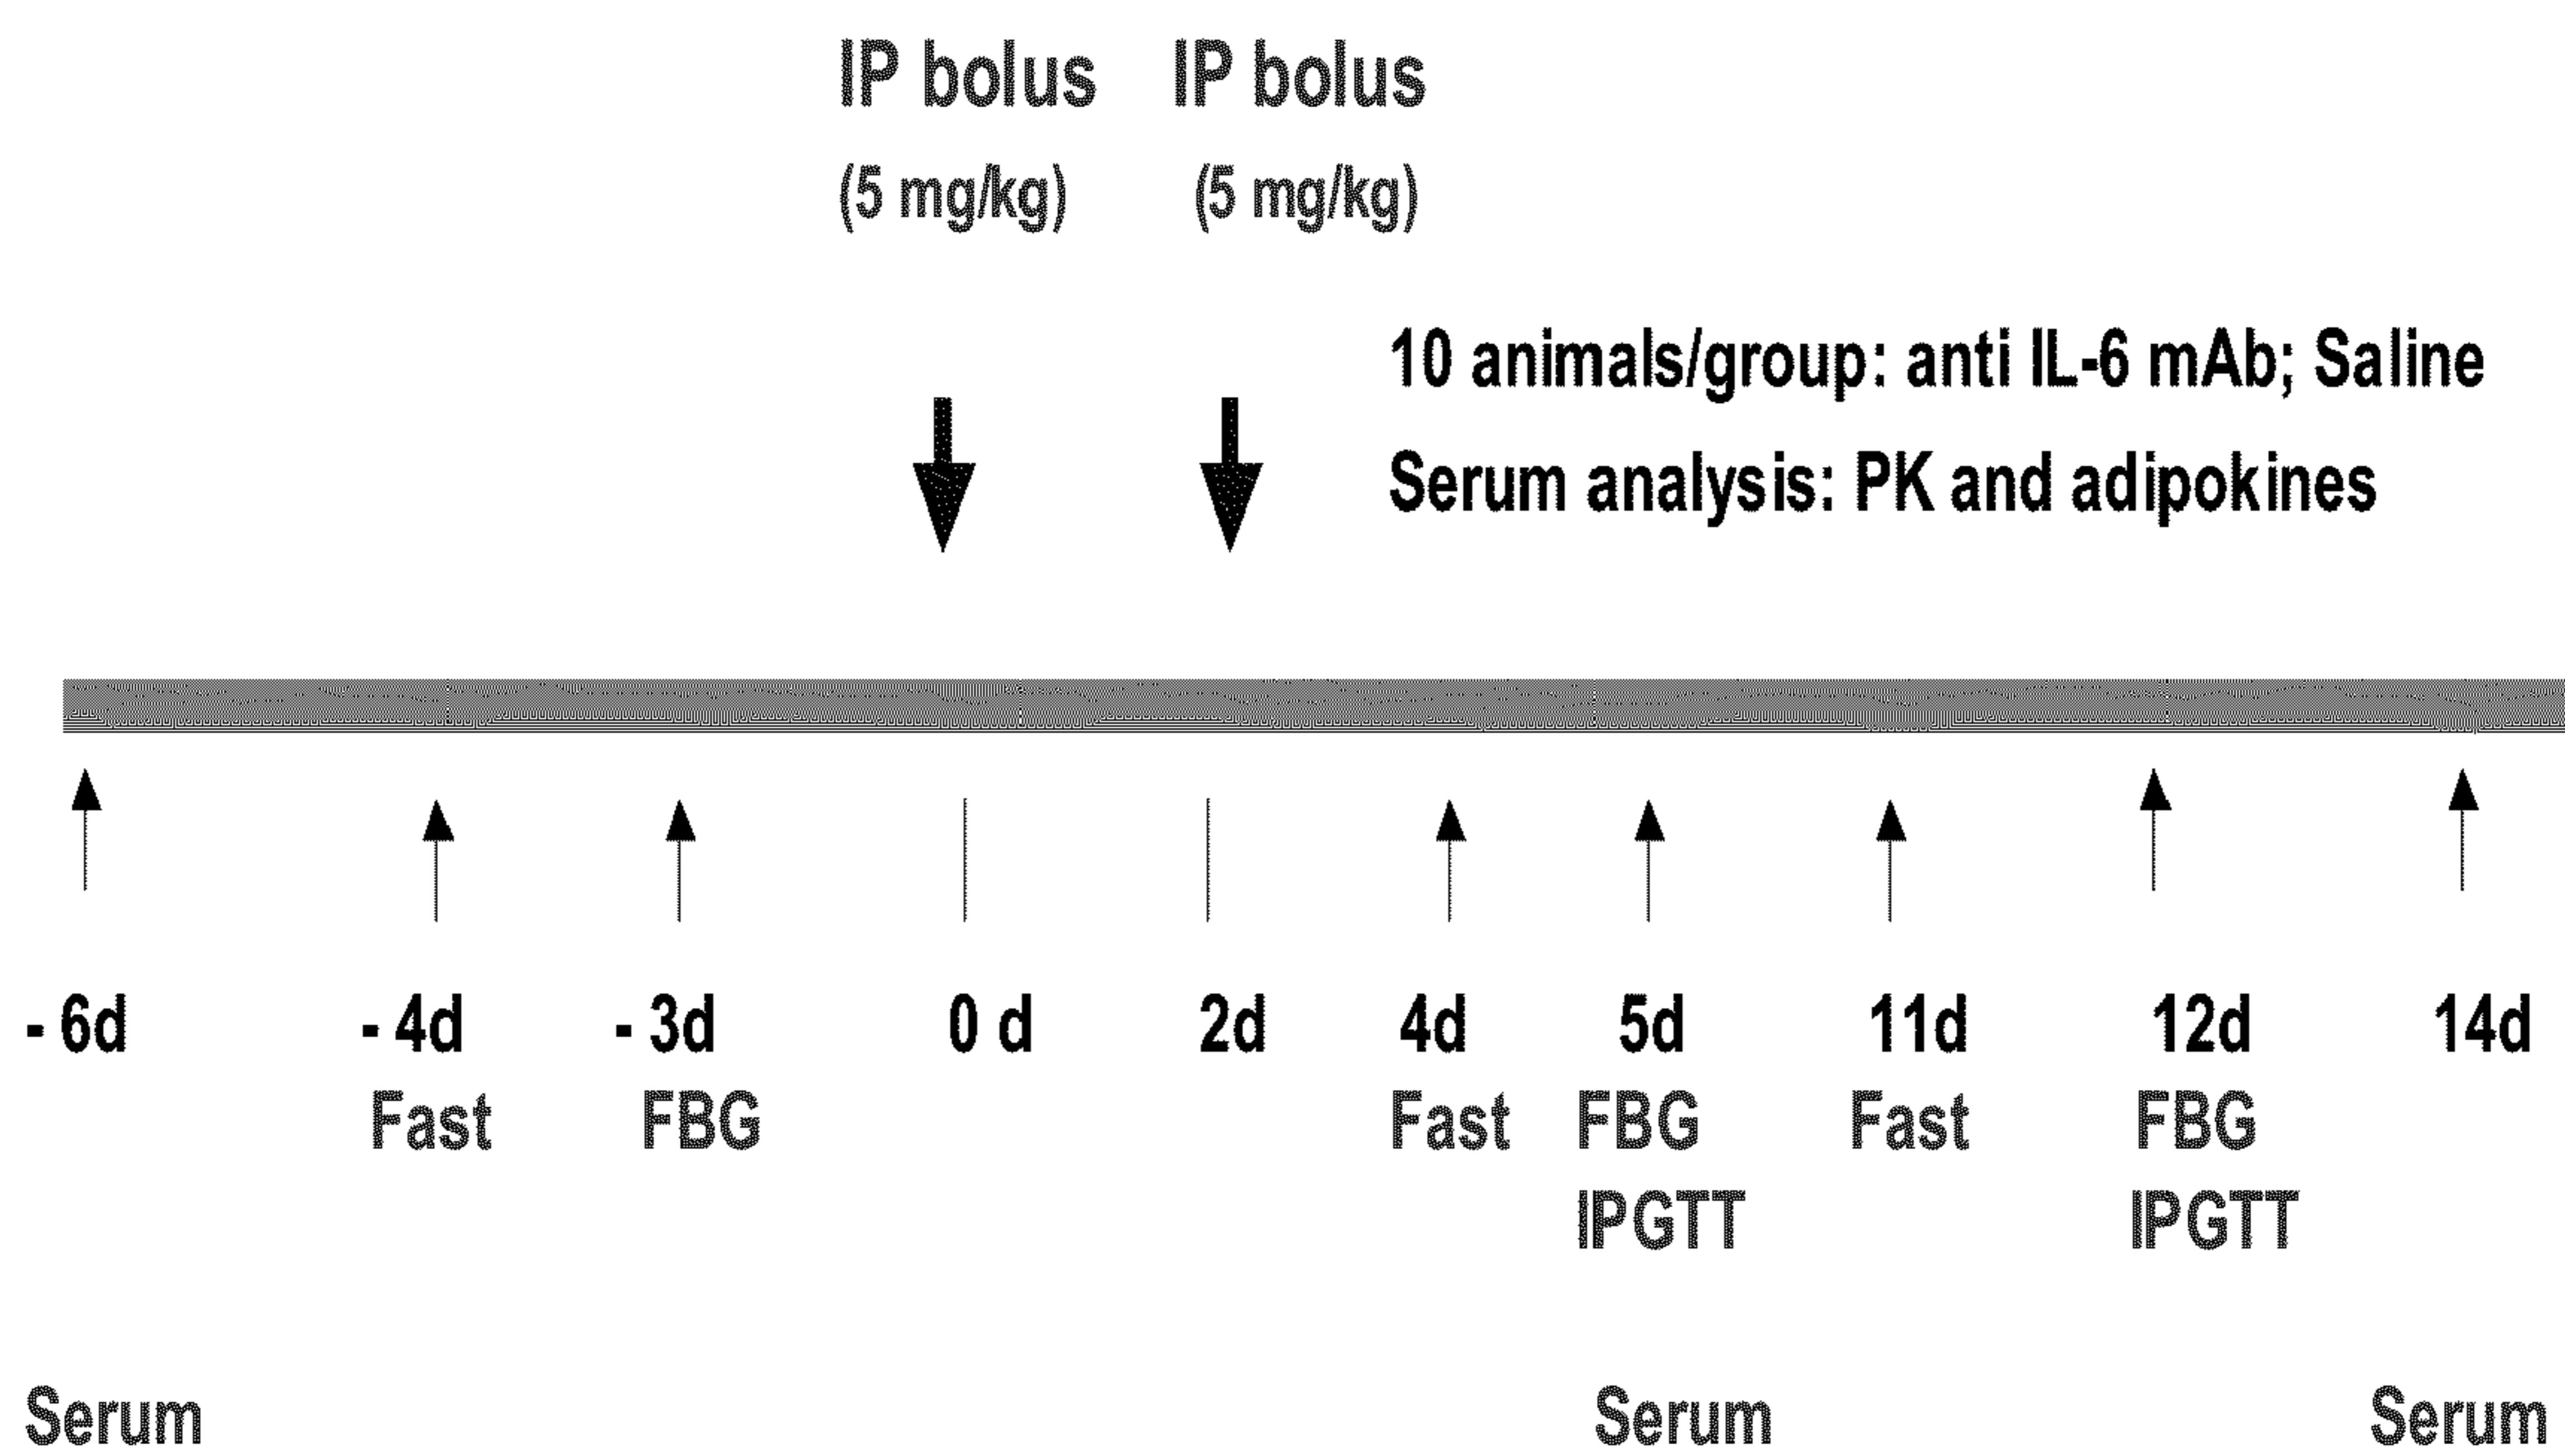 IP bolus IP bolus
(5 mg/kg) (5 mg/kg)
10 animals/group: anti IL-6 mAb; Saline
Serum analysis: PK and adipokines
- 6d - 4d - 3d 0 d 2d 4d 5d 11d 12d 14d
Fast FBG Fast FBG Fast FBG
IPGTT IPGTT
Serum Serum Serum